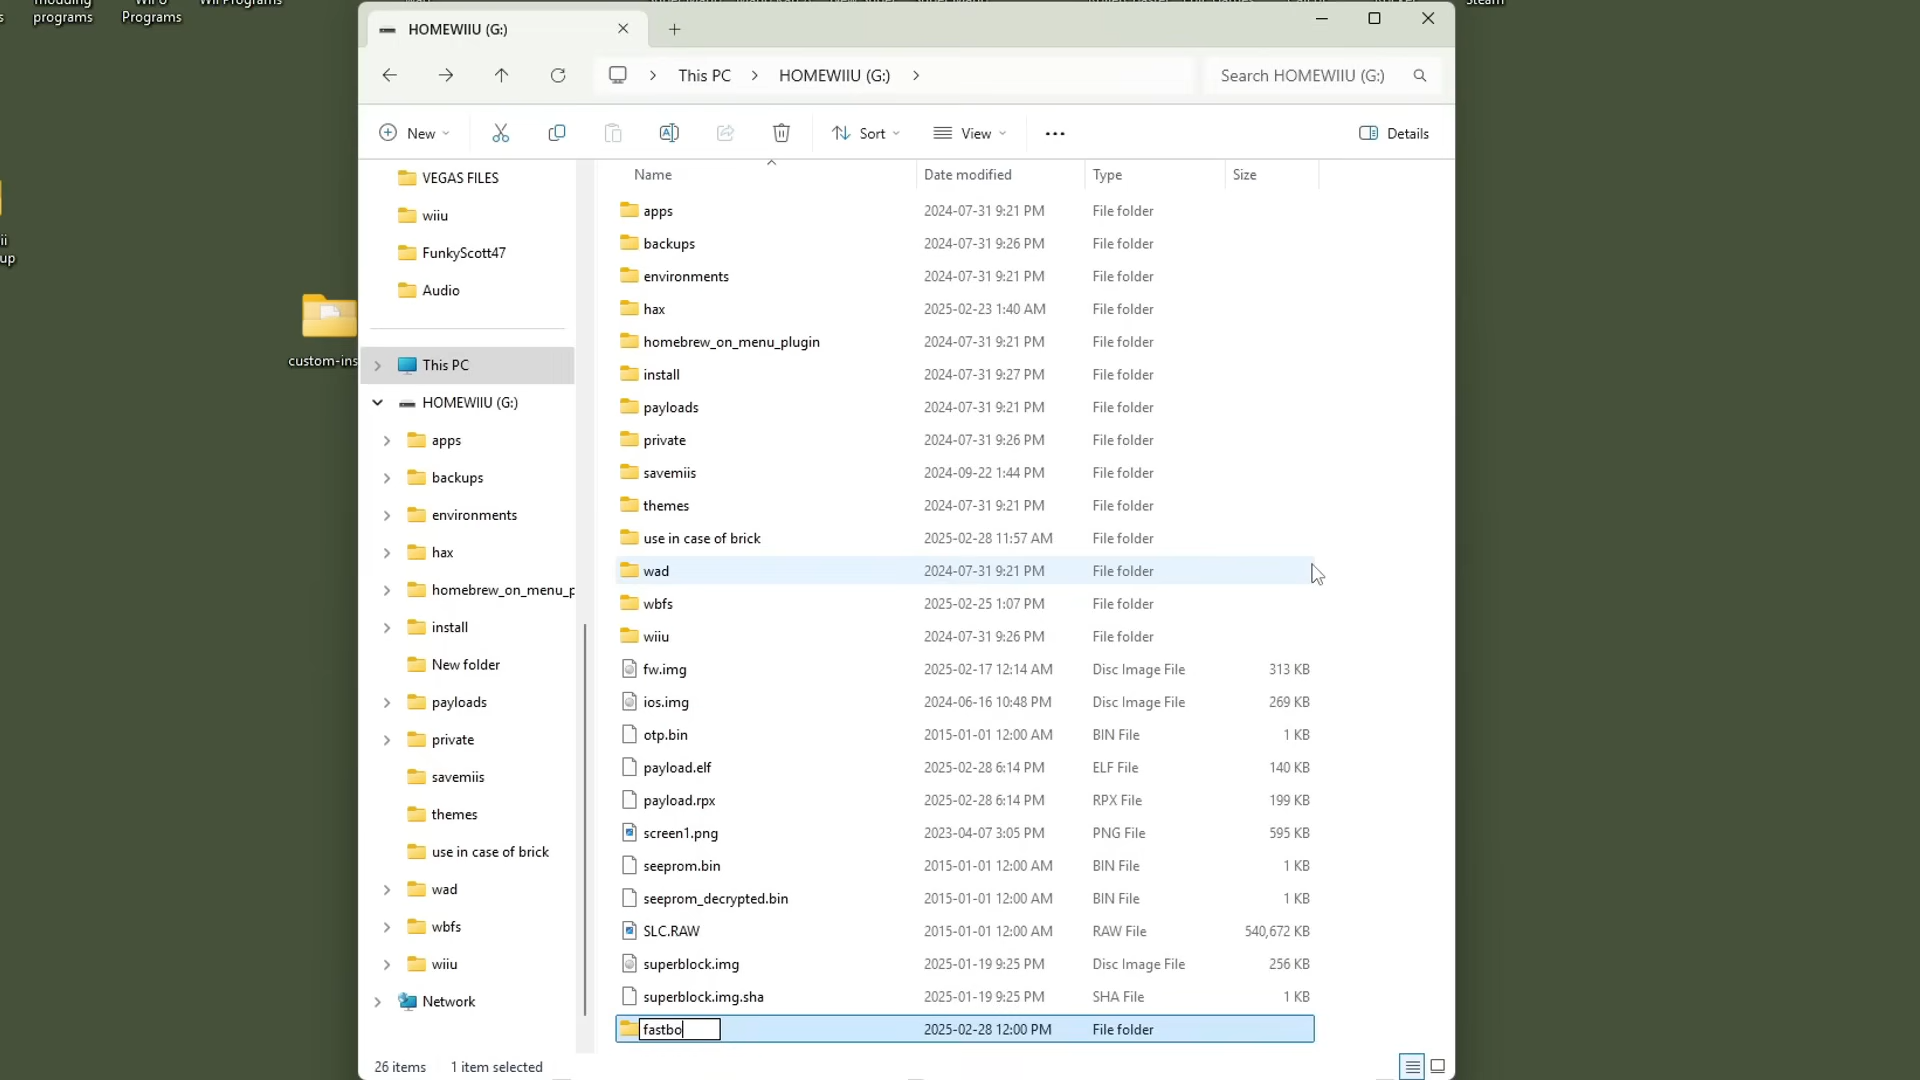 modding
programs
Wii U
Programs
Wii Programs
Steam
ii
up
custom-ins
HOMEWIIU (G:)
This PC
HOMEWIIU (G:)
Search HOMEWIIU (G:)
New
Sort
View
Details
VEGAS FILES
wiiu
FunkyScott47
Audio
This PC
HOMEWIIU (G:)
apps
backups
environments
hax
homebrew_on_menu_p
install
New folder
payloads
private
savemiis
themes
use in case of brick
wad
wbfs
wiiu
Network
Name Date modified Type Size
apps 2024-07-31 9:21 PM File folder
backups 2024-07-31 9:26 PM File folder
environments 2024-07-31 9:21 PM File folder
hax 2025-02-23 1:40 AM File folder
homebrew_on_menu_plugin 2024-07-31 9:21 PM File folder
install 2024-07-31 9:27 PM File folder
payloads 2024-07-31 9:21 PM File folder
private 2024-07-31 9:26 PM File folder
savemiis 2024-09-22 1:44 PM File folder
themes 2024-07-31 9:21 PM File folder
use in case of brick 2025-02-28 11:57 AM File folder
wad 2024-07-31 9:21 PM File folder
wbfs 2025-02-25 1:07 PM File folder
wiiu 2024-07-31 9:26 PM File folder
fw.img 2025-02-17 12:14 AM Disc Image File 313 KB
ios.img 2024-06-16 10:48 PM Disc Image File 269 KB
otp.bin 2015-01-01 12:00 AM BIN File 1 KB
payload.elf 2025-02-28 6:14 PM ELF File 140 KB
payload.rpx 2025-02-28 6:14 PM RPX File 199 KB
screen1.png 2023-04-07 3:05 PM PNG File 595 KB
seeprom.bin 2015-01-01 12:00 AM BIN File 1 KB
seeprom_decrypted.bin 2015-01-01 12:00 AM BIN File 1 KB
SLC.RAW 2015-01-01 12:00 AM RAW File 540,672 KB
superblock.img 2025-01-19 9:25 PM Disc Image File 256 KB
superblock.img.sha 2025-01-19 9:25 PM SHA File 1 KB
fastbo 2025-02-28 12:00 PM File folder
26 items 1 item selected